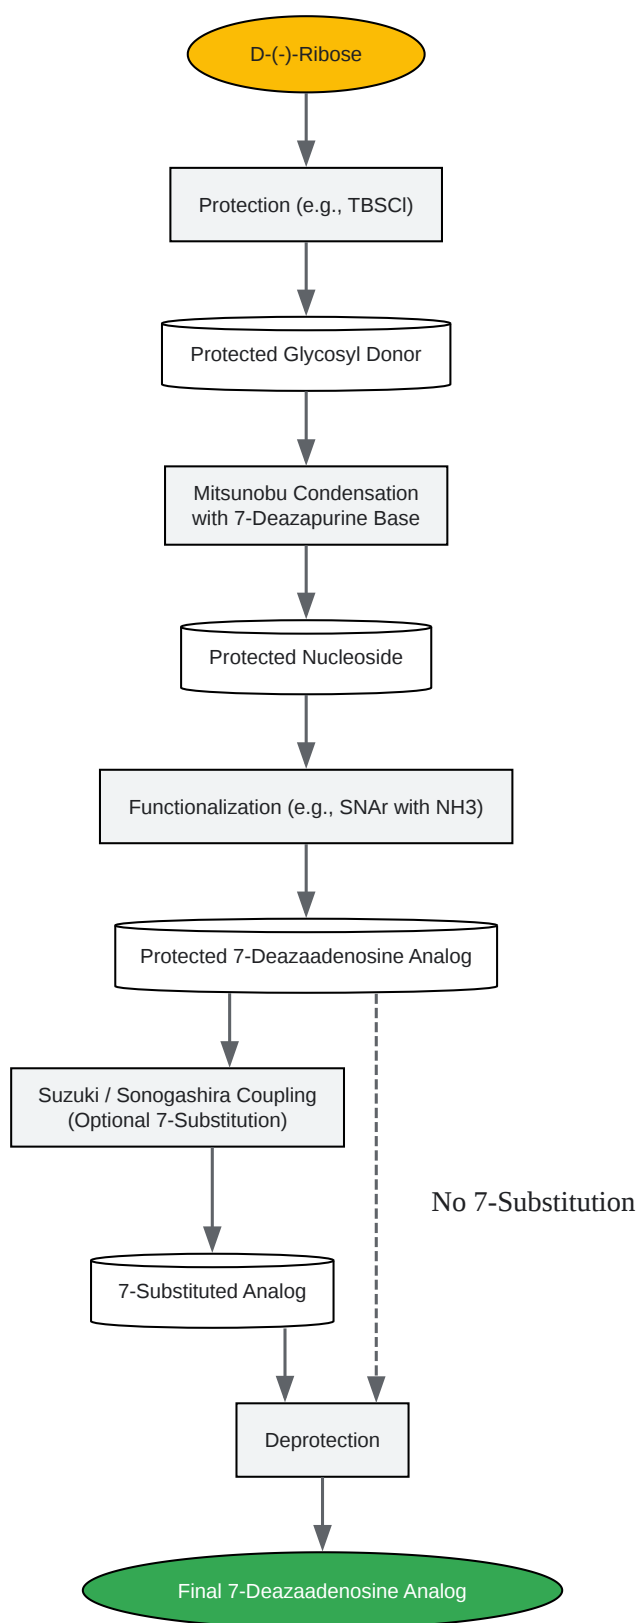 D-(-)-Ribose
Protection (e.g., TBSCl)
Protected Glycosyl Donor
Mitsunobu Condensation
with 7-Deazapurine Base
Protected Nucleoside
Functionalization (e.g., SNAr with NH3)
Protected 7-Deazaadenosine Analog
Suzuki / Sonogashira Coupling
(Optional 7-Substitution)
No 7-Substitution
7-Substituted Analog
Deprotection
Final 7-Deazaadenosine Analog